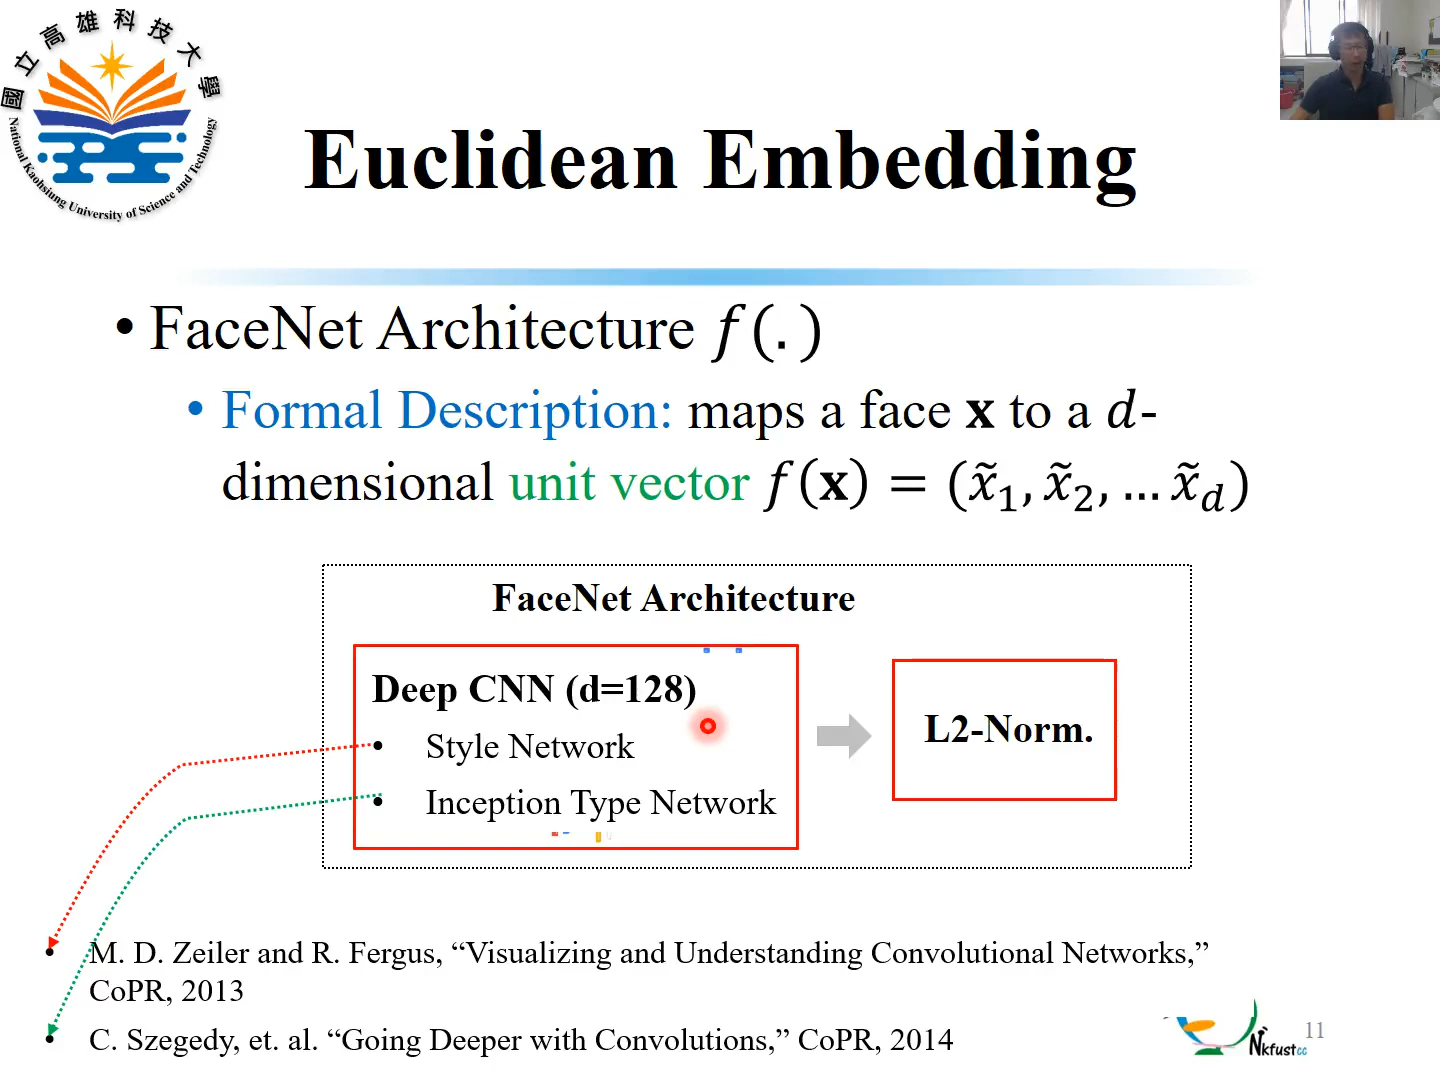 國立高雄科技大學
National Kaohsiung University of Science and Technology
Euclidean Embedding
• FaceNet Architecture f(.)
• Formal Description: maps a face x to a d-
dimensional unit vector f(x) = (x̃₁, x̃₂, … x̃_d)
FaceNet Architecture
Deep CNN (d=128)
• Style Network
• Inception Type Network
L2-Norm.
• M. D. Zeiler and R. Fergus, “Visualizing and Understanding Convolutional Networks,”
CoPR, 2013
• C. Szegedy, et. al. “Going Deeper with Convolutions,” CoPR, 2014
Nkfust cc
11